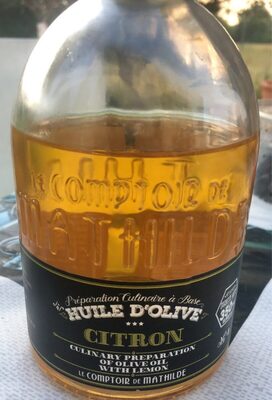 LE COMPTOIR DE
MATHILDE
Préparation Culinaire à Base
HUILE D'OLIVE
CITRON
CULINARY PREPARATION
OF OLIVE OIL
WITH LEMON
LE COMPTOIR DE MATHILDE